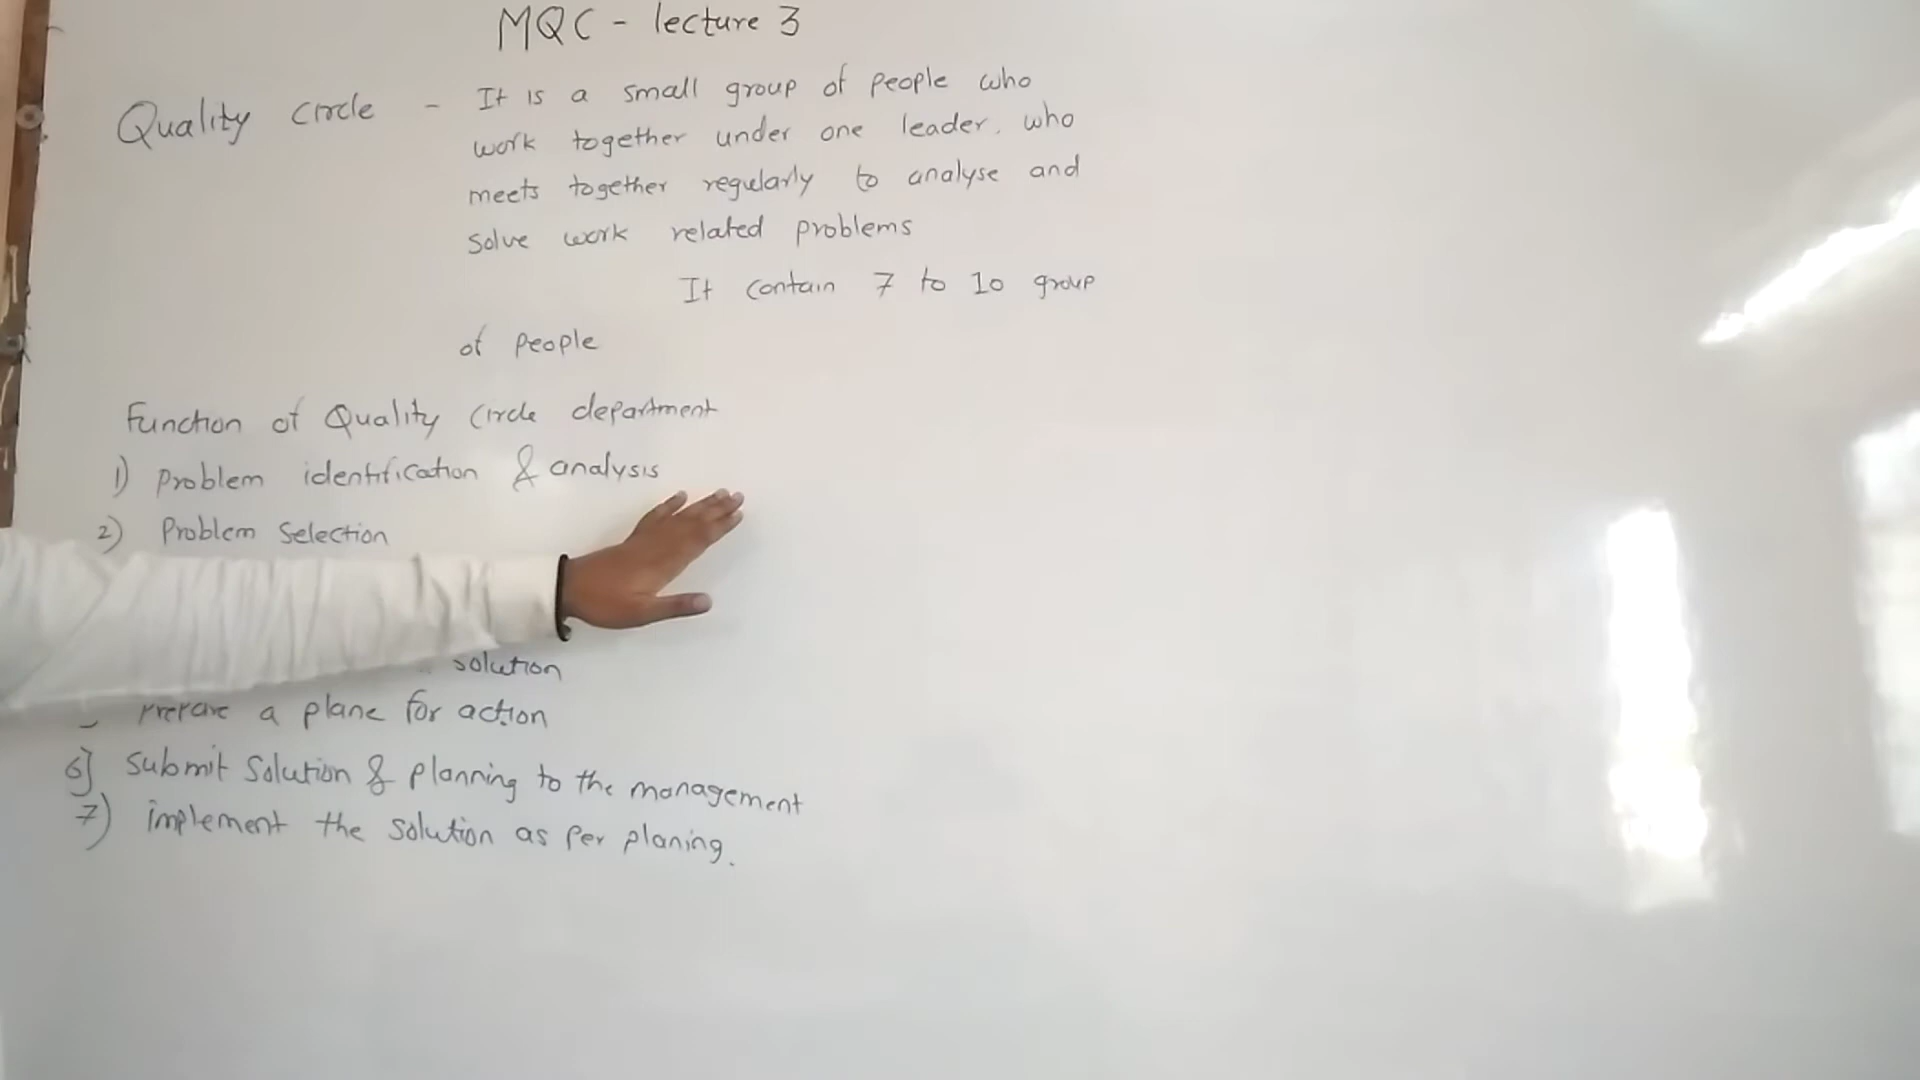 MQC - lecture 3
Quality circle - It is a small group of people who
work together under one leader, who
meets together regularly to analyse and
solve work related problems
It contain 7 to 10 group
of people
Function of Quality Circle department
1) Problem identification & analysis
2) Problem Selection
solution
Prepare a plane for action
6) Submit Solution & planning to the management
7) implement the solution as per planing.